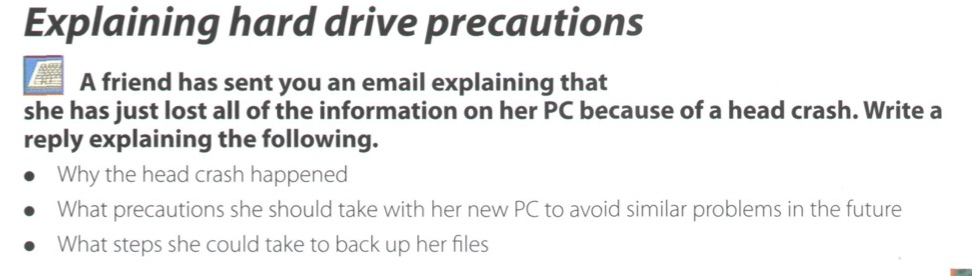 Explaining hard drive precautions
A friend has sent you an email explaining that
she has just lost all of the information on her PC because of a head crash. Write a
reply explaining the following.
● Why the head crash happened
● What precautions she should take with her new PC to avoid similar problems in the future
● What steps she could take to back up her files